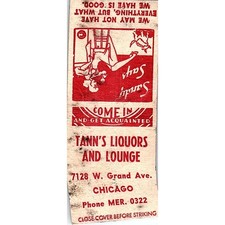 WE MAY NOT HAVE
EVERYTHING, BUT WHAT
WE HAVE IS GOOD
Sandy
Says
COME IN
AND GET ACQUAINTED
TANN'S LIQUORS
AND LOUNGE
7128 W. Grand Ave.
CHICAGO
Phone MER. 0322
CLOSE COVER BEFORE STRIKING